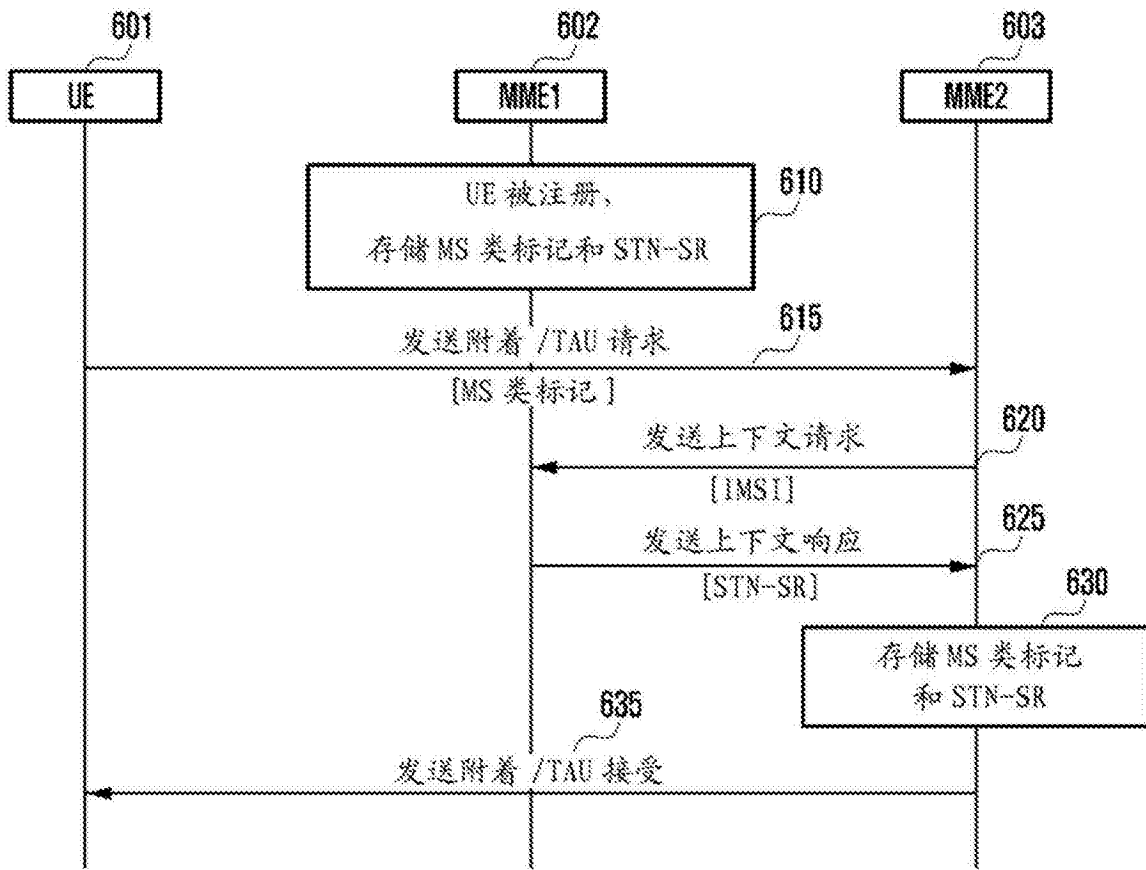 601
602
603
UE
MME1
MME2
610
UE 被注册、
存储 MS 类标记和 STN-SR
615
发送附着 /TAU 请求
[MS 类标记 ]
620
发送上下文请求
[IMSI]
625
发送上下文响应
[STN-SR]
630
存储 MS 类标记
和 STN-SR
635
发送附着 /TAU 接受